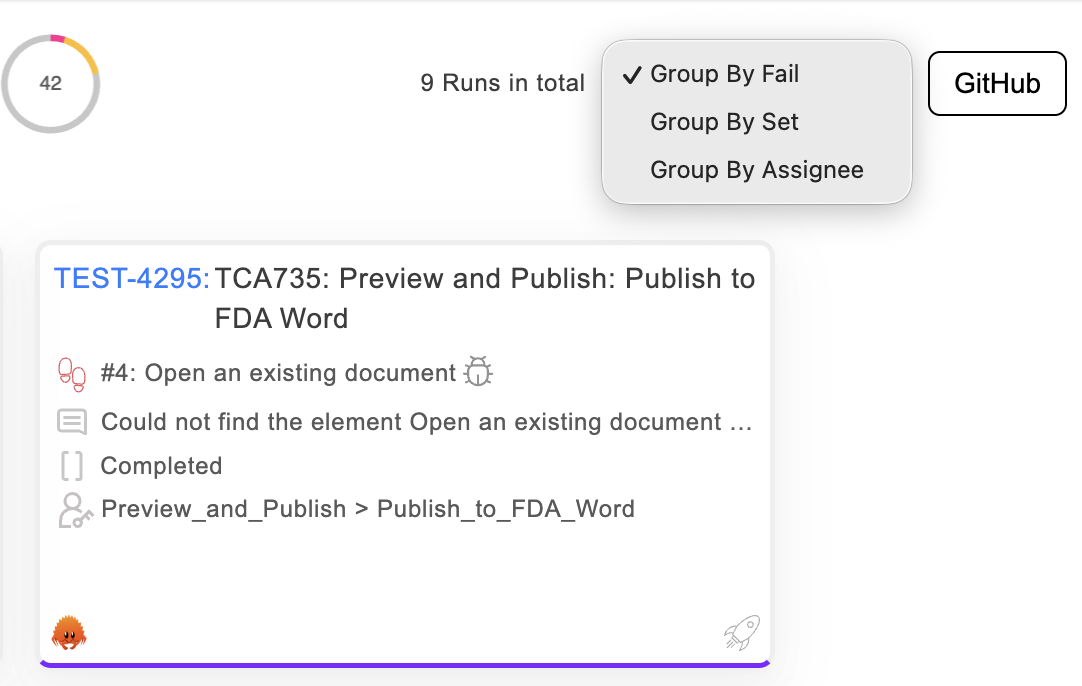 42
9 Runs in total
✓ Group By Fail
Group By Set
Group By Assignee
GitHub
TEST-4295: TCA735: Preview and Publish: Publish to
FDA Word
#4: Open an existing document
Could not find the element Open an existing document ...
[ ] Completed
Preview_and_Publish > Publish_to_FDA_Word